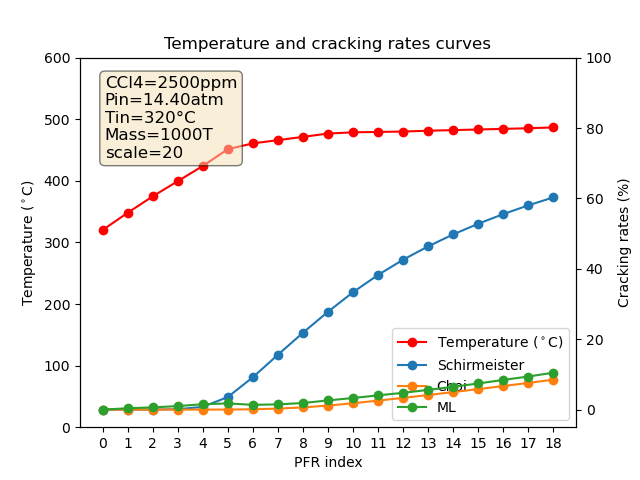 Temperature and cracking rates curves
CCl4=2500ppm
Pin=14.40atm
Tin=320°C
Mass=1000T
scale=20
Temperature (°C)
600
500
400
300
200
100
0
Cracking rates (%)
100
80
60
40
20
0
Temperature (°C)
Schirmeister
Choi
ML
0 1 2 3 4 5 6 7 8 9 10 11 12 13 14 15 16 17 18
PFR index